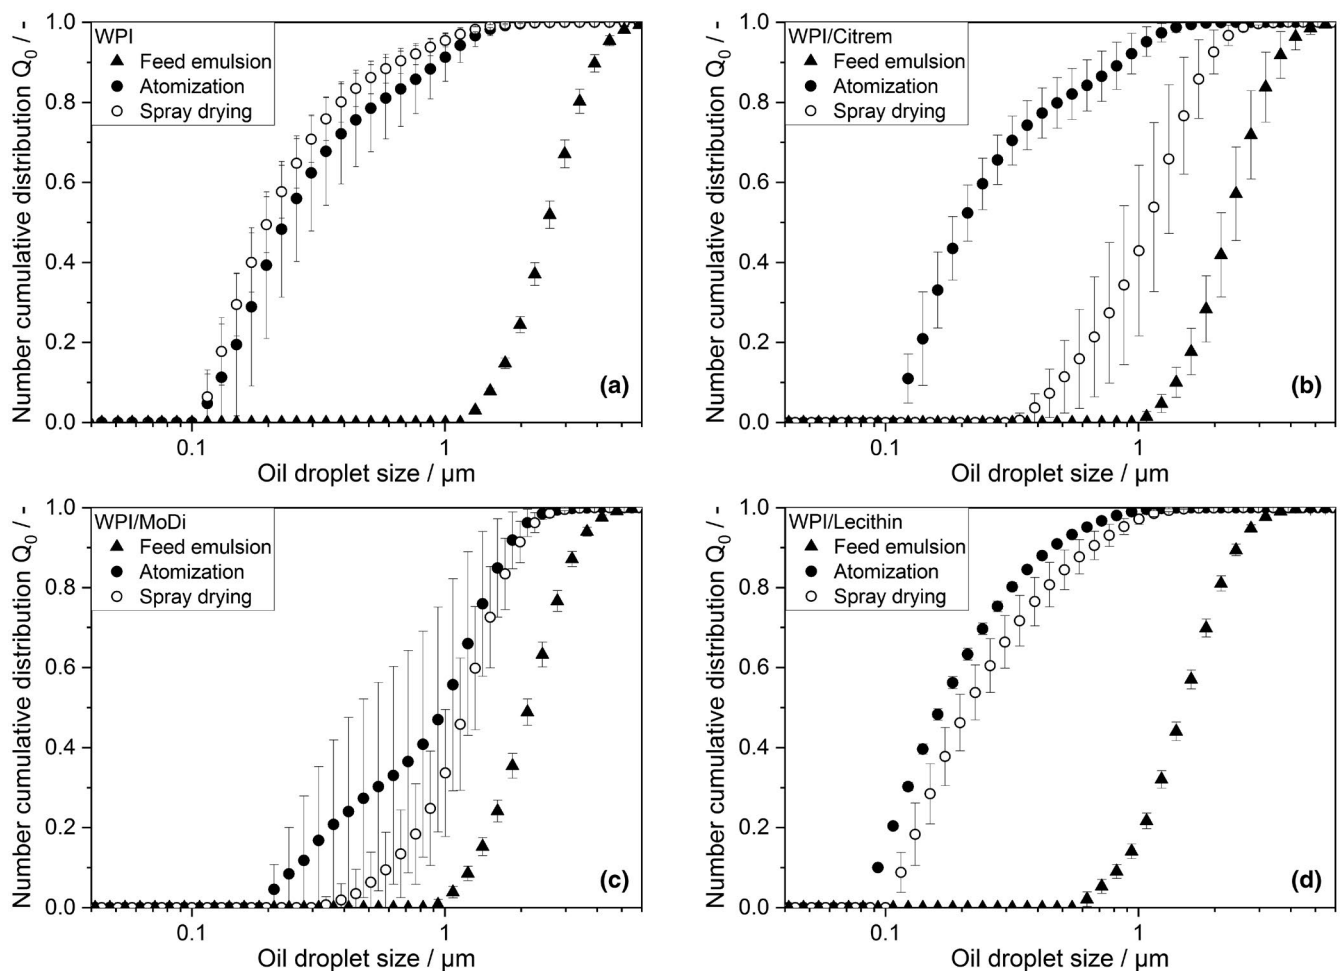 Number cumulative distribution Q₀ / -
1.0
0.8
0.6
0.4
0.2
0.0
WPI
Feed emulsion
Atomization
Spray drying
(a)
0.1
1
Oil droplet size / µm
Number cumulative distribution Q₀ / -
1.0
0.8
0.6
0.4
0.2
0.0
WPI/Citrem
Feed emulsion
Atomization
Spray drying
(b)
0.1
1
Oil droplet size / µm
Number cumulative distribution Q₀ / -
1.0
0.8
0.6
0.4
0.2
0.0
WPI/MoDi
Feed emulsion
Atomization
Spray drying
(c)
0.1
1
Oil droplet size / µm
Number cumulative distribution Q₀ / -
1.0
0.8
0.6
0.4
0.2
0.0
WPI/Lecithin
Feed emulsion
Atomization
Spray drying
(d)
0.1
1
Oil droplet size / µm